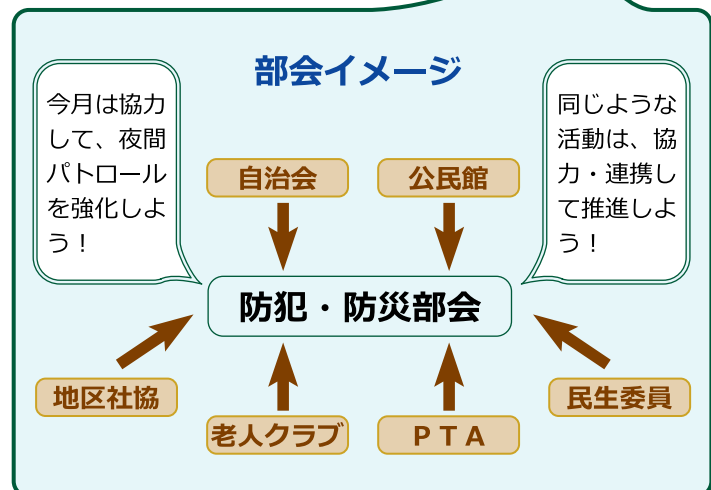 部会イメージ
今月は協力
して、夜間
パトロール
を強化しよ
う！
同じような
活動は、協
力・連携し
て推進しよ
う！
自治会
公民館
防犯・防災部会
地区社協
老人クラブ
ＰＴＡ
民生委員